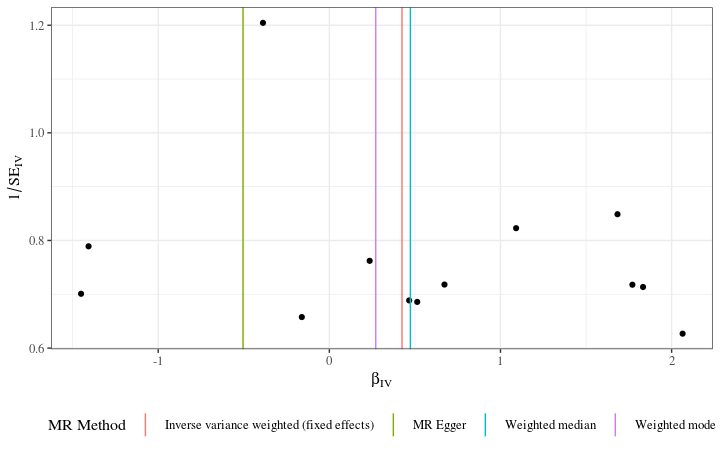 1.2
1.0
0.8
0.6
1/SE_IV
-1 0 1 2
β_IV
MR Method Inverse variance weighted (fixed effects) MR Egger Weighted median Weighted mode